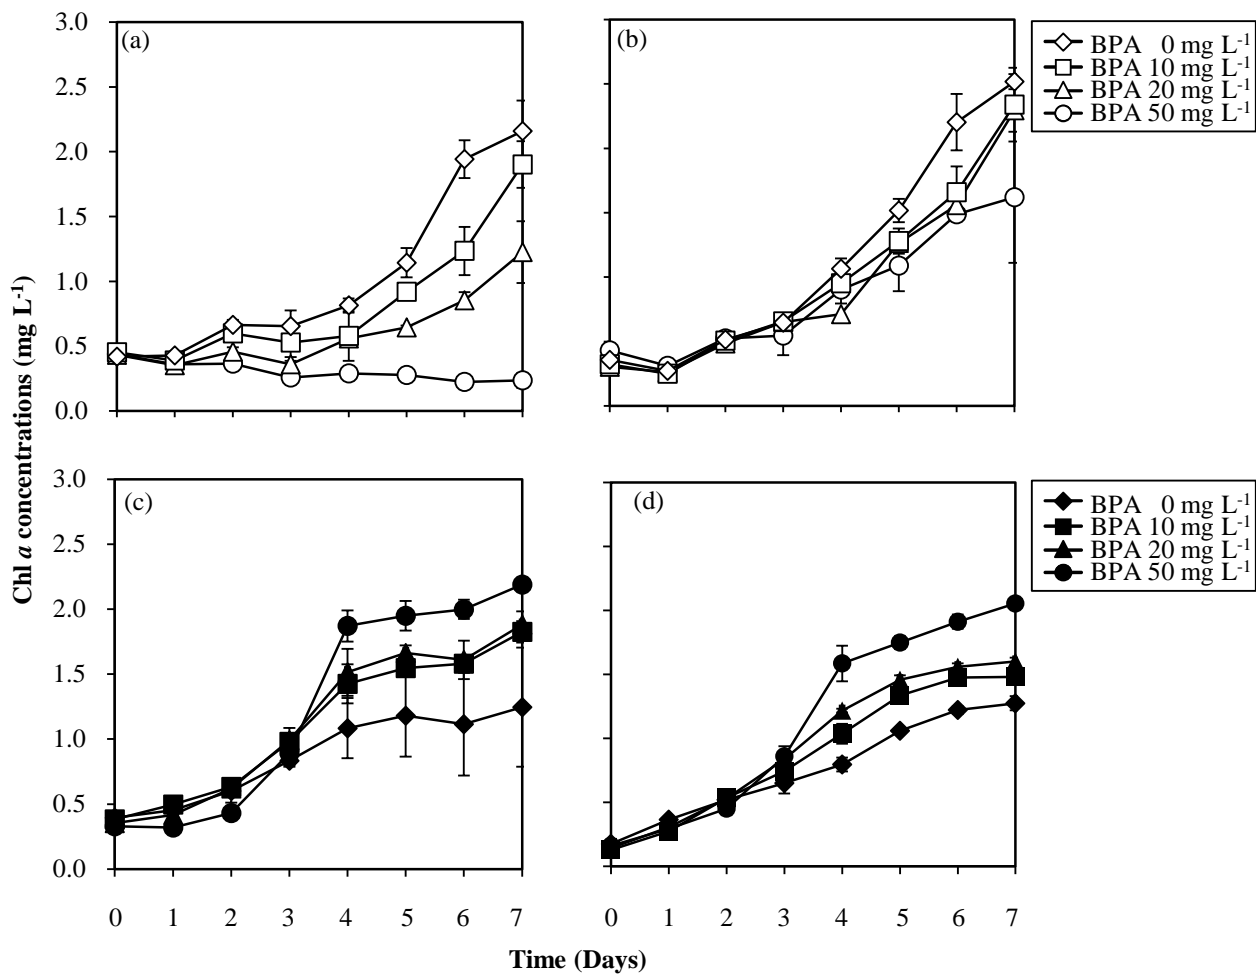 3.0
2.5
2.0
1.5
1.0
0.5
0.0
(a)
(b)
BPA 0 mg L⁻¹
BPA 10 mg L⁻¹
BPA 20 mg L⁻¹
BPA 50 mg L⁻¹
Chl a concentrations (mg L⁻¹)
3.0
2.5
2.0
1.5
1.0
0.5
0.0
(c)
(d)
BPA 0 mg L⁻¹
BPA 10 mg L⁻¹
BPA 20 mg L⁻¹
BPA 50 mg L⁻¹
0 1 2 3 4 5 6 7
0 1 2 3 4 5 6 7
Time (Days)